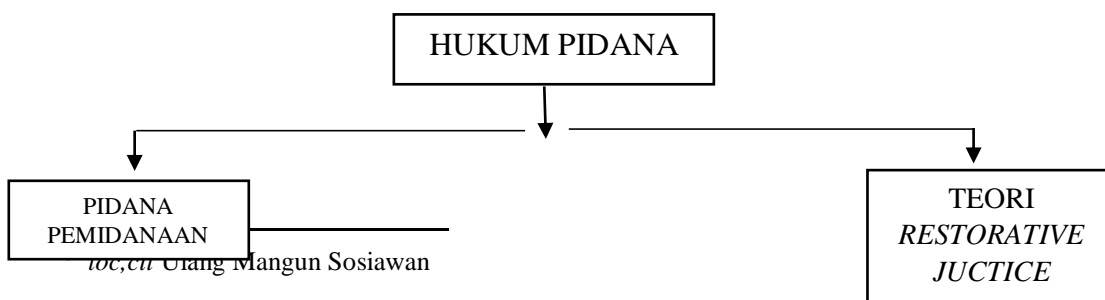 HUKUM PIDANA
PIDANA
PEMIDANAAN
TEORI
RESTORATIVE
JUCTICE
loc,cit Ulang Mangun Sosiawan